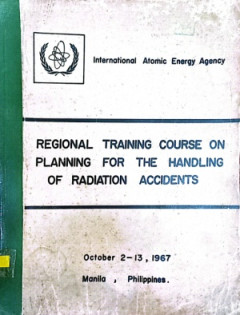 International Atomic Energy Agency
REGIONAL TRAINING COURSE ON
PLANNING FOR THE HANDLING
OF RADIATION ACCIDENTS
October 2-13, 1967
Manila , Philippines.